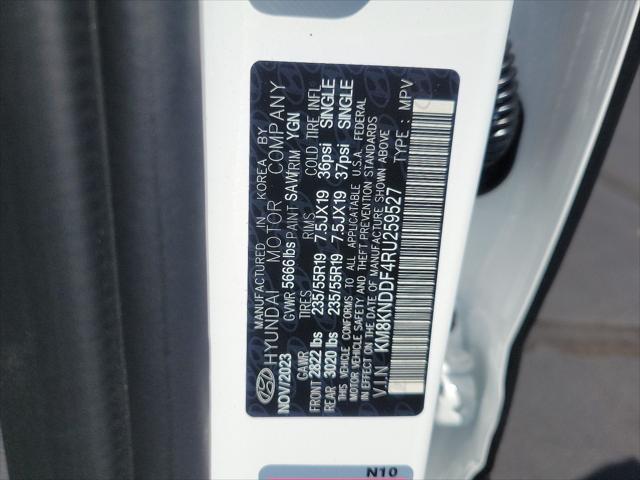 MANUFACTURED IN KOREA BY
HYUNDAI MOTOR COMPANY
NOV/2023 GVWR 5666 lbs PAINT SAW TRIM YGN
GAWR TIRES RIMS COLD TIRE INFL
FRONT 2822 lbs 235/55R19 7.5JX19 36psi SINGLE
REAR 3020 lbs 235/55R19 7.5JX19 37psi SINGLE
THIS VEHICLE CONFORMS TO ALL APPLICABLE U.S.A. FEDERAL
MOTOR VEHICLE SAFETY AND THEFT PREVENTION STANDARDS
IN EFFECT ON THE DATE OF MANUFACTURE SHOWN ABOVE
V.I.N : KM8KNDDF4RU259527 TYPE : MPV
N10